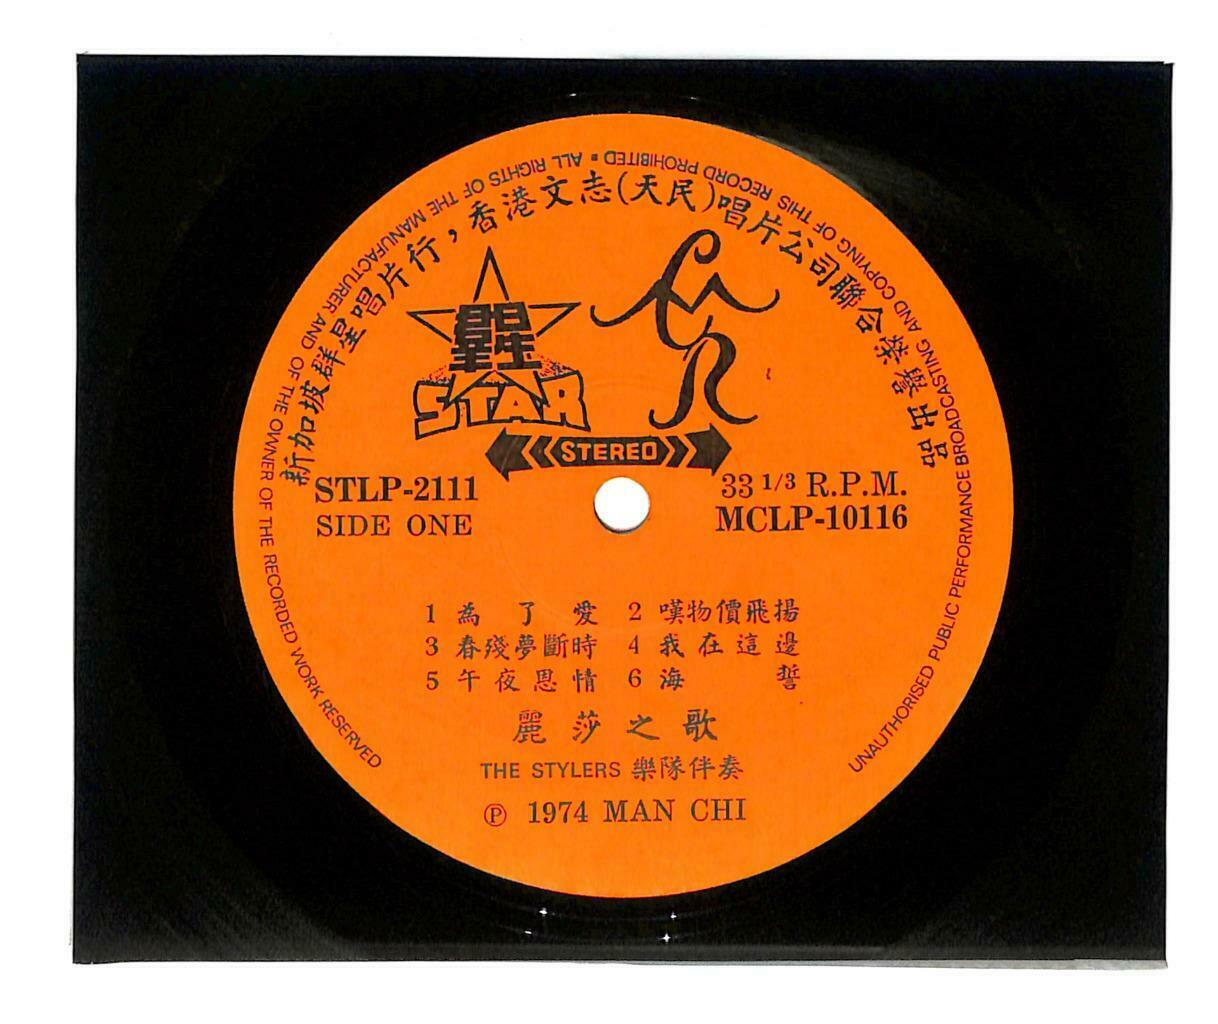 ALL RIGHTS OF THE MANUFACTURER AND OF THE OWNER OF THE RECORDED WORK RESERVED
UNAUTHORISED PUBLIC PERFORMANCE BROADCASTING AND COPYING OF THIS RECORD PROHIBITED
新加坡群星唱片行，香港文志(天民)唱片公司聯合榮譽出品
群星
STAR
STEREO
STLP-2111
SIDE ONE
33 1/3 R.P.M.
MCLP-10116
1 為了愛 2 嘆物價飛揚
3 春殘夢斷時 4 我在這邊
5 午夜恩情 6 海誓
麗莎之歌
THE STYLERS 樂隊伴奏
Ⓟ 1974 MAN CHI